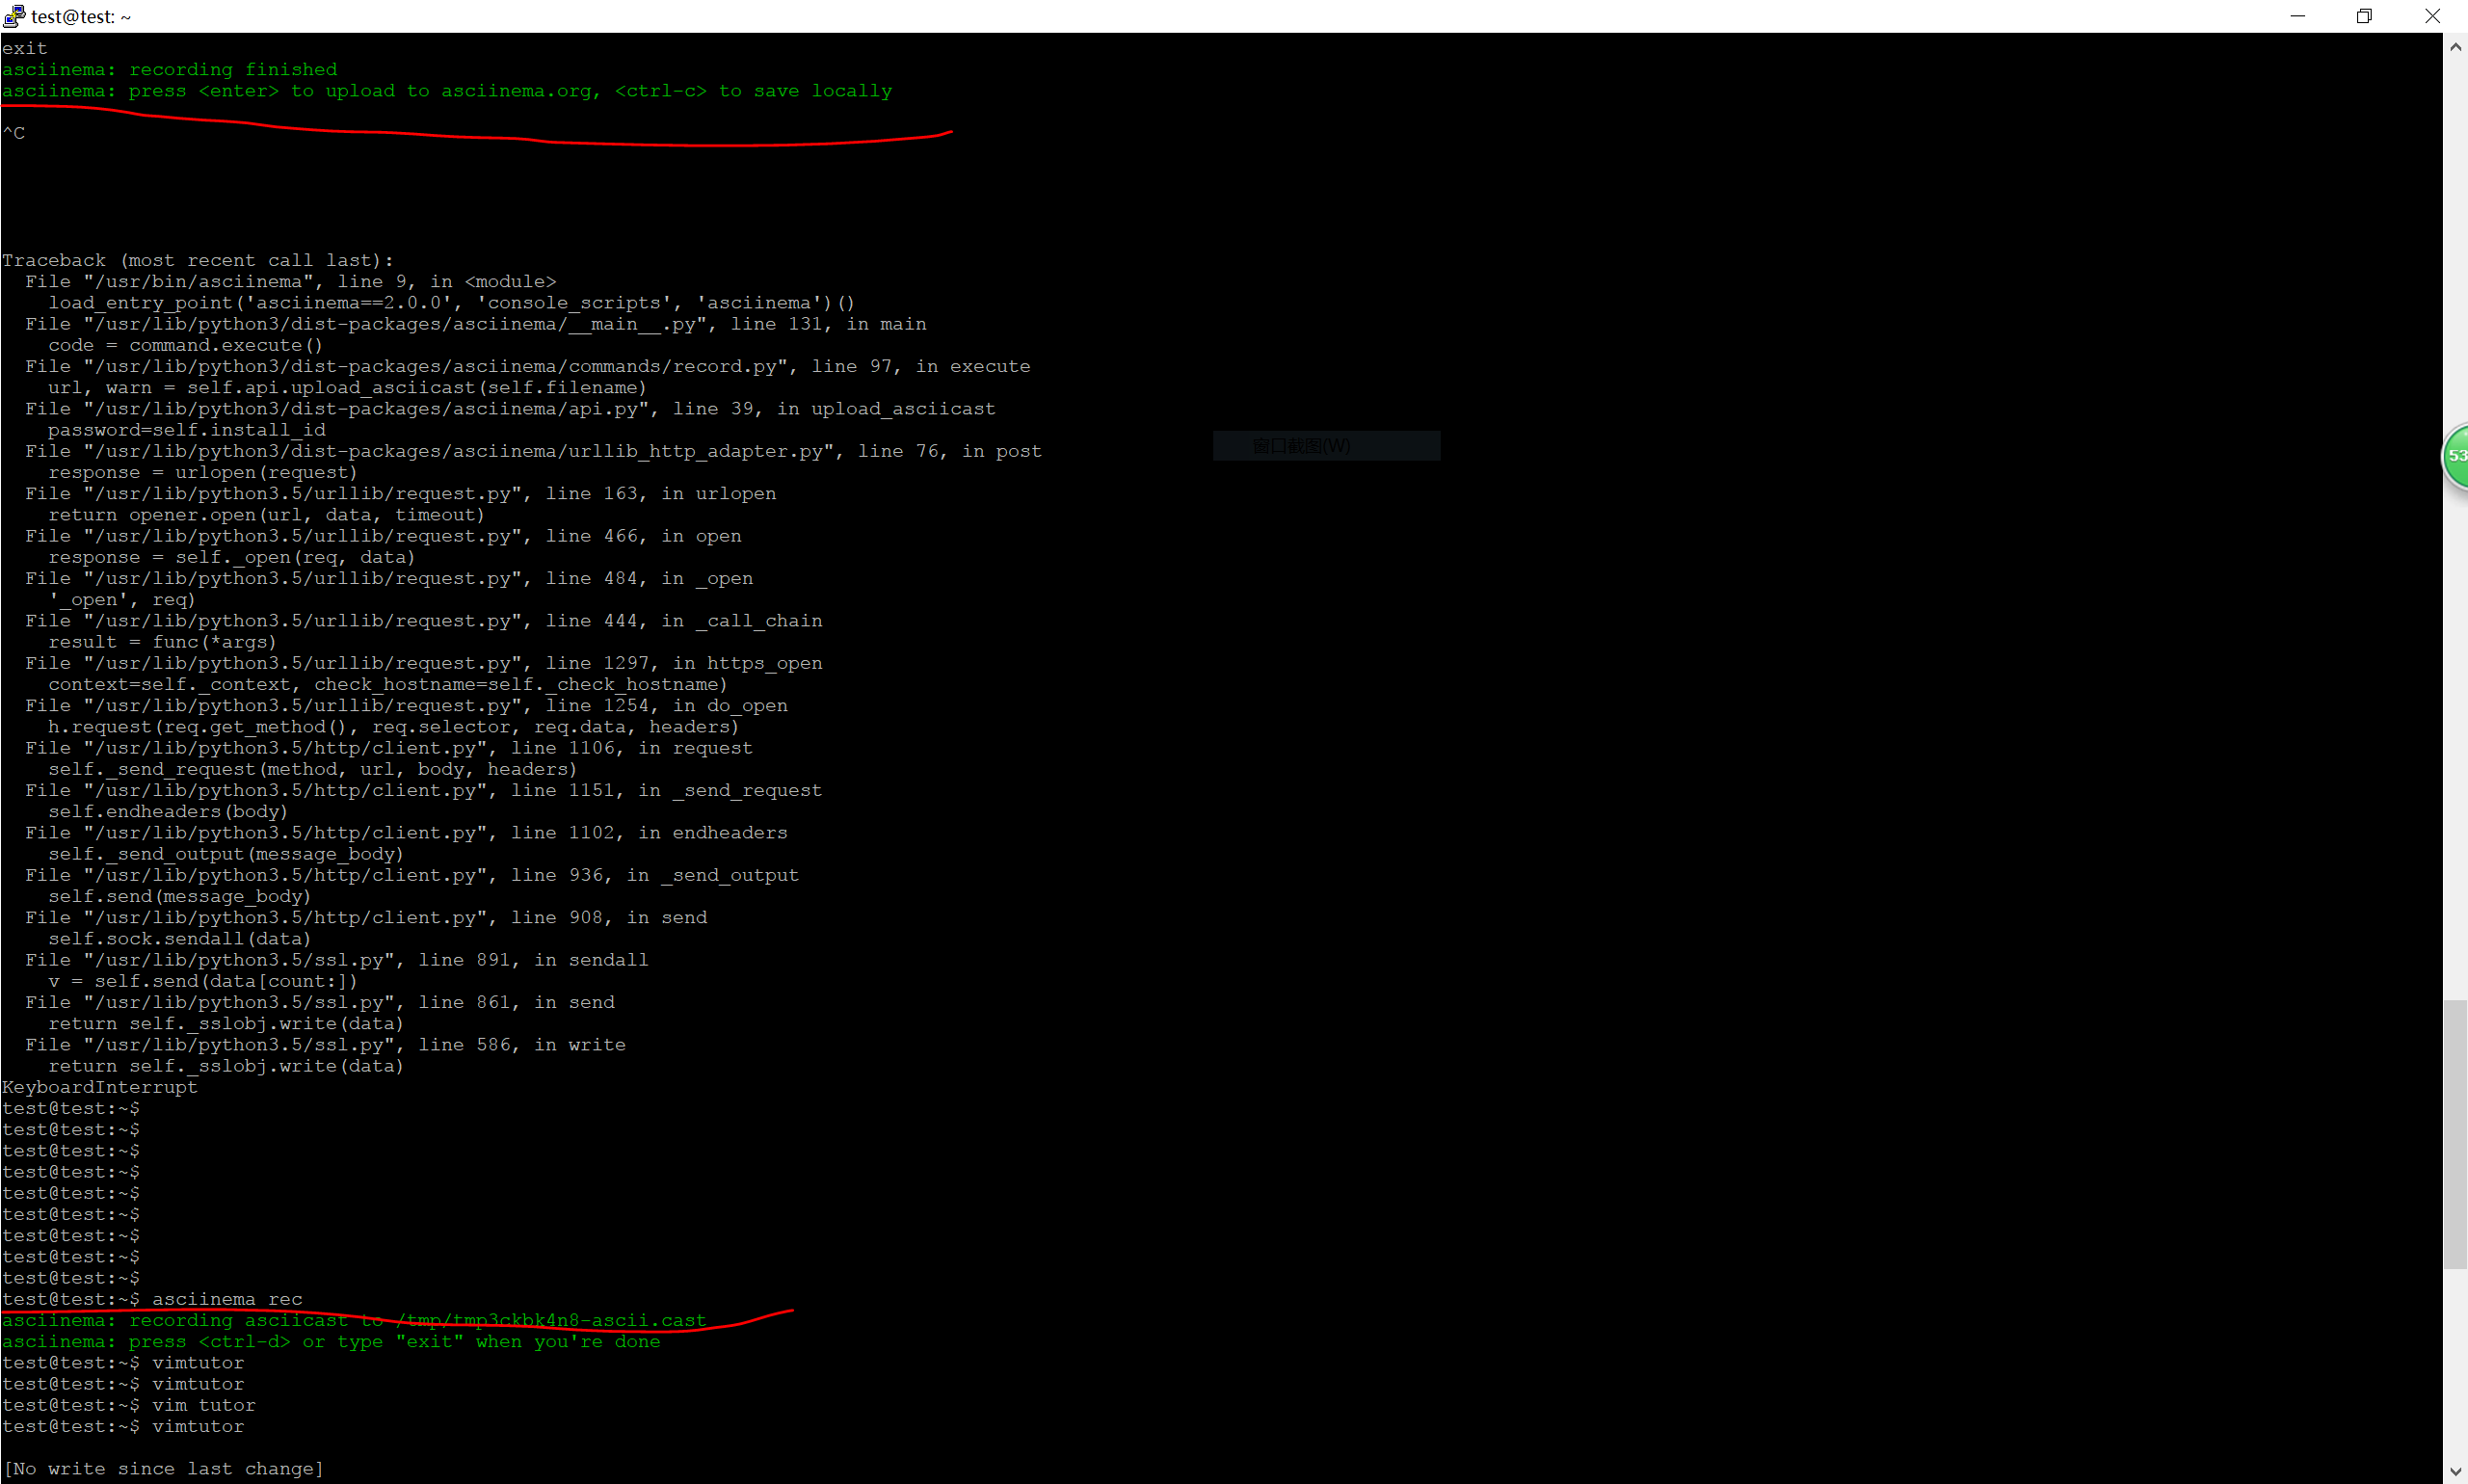 test@test: ~
exit
asciinema: recording finished
asciinema: press <enter> to upload to asciinema.org, <ctrl-c> to save locally
^C
Traceback (most recent call last):
  File "/usr/bin/asciinema", line 9, in <module>
    load_entry_point('asciinema==2.0.0', 'console_scripts', 'asciinema')()
  File "/usr/lib/python3/dist-packages/asciinema/__main__.py", line 131, in main
    code = command.execute()
  File "/usr/lib/python3/dist-packages/asciinema/commands/record.py", line 97, in execute
    url, warn = self.api.upload_asciicast(self.filename)
  File "/usr/lib/python3/dist-packages/asciinema/api.py", line 39, in upload_asciicast
    password=self.install_id
  File "/usr/lib/python3/dist-packages/asciinema/urllib_http_adapter.py", line 76, in post
窗口截图(W)
    response = urlopen(request)
53
  File "/usr/lib/python3.5/urllib/request.py", line 163, in urlopen
    return opener.open(url, data, timeout)
  File "/usr/lib/python3.5/urllib/request.py", line 466, in open
    response = self._open(req, data)
  File "/usr/lib/python3.5/urllib/request.py", line 484, in _open
    '_open', req)
  File "/usr/lib/python3.5/urllib/request.py", line 444, in _call_chain
    result = func(*args)
  File "/usr/lib/python3.5/urllib/request.py", line 1297, in https_open
    context=self._context, check_hostname=self._check_hostname)
  File "/usr/lib/python3.5/urllib/request.py", line 1254, in do_open
    h.request(req.get_method(), req.selector, req.data, headers)
  File "/usr/lib/python3.5/http/client.py", line 1106, in request
    self._send_request(method, url, body, headers)
  File "/usr/lib/python3.5/http/client.py", line 1151, in _send_request
    self.endheaders(body)
  File "/usr/lib/python3.5/http/client.py", line 1102, in endheaders
    self._send_output(message_body)
  File "/usr/lib/python3.5/http/client.py", line 936, in _send_output
    self.send(message_body)
  File "/usr/lib/python3.5/http/client.py", line 908, in send
    self.sock.sendall(data)
  File "/usr/lib/python3.5/ssl.py", line 891, in sendall
    v = self.send(data[count:])
  File "/usr/lib/python3.5/ssl.py", line 861, in send
    return self._sslobj.write(data)
  File "/usr/lib/python3.5/ssl.py", line 586, in write
    return self._sslobj.write(data)
KeyboardInterrupt
test@test:~$
test@test:~$
test@test:~$
test@test:~$
test@test:~$
test@test:~$
test@test:~$
test@test:~$
test@test:~$
test@test:~$ asciinema rec
asciinema: recording asciicast to /tmp/tmp3ckbk4n8-ascii.cast
asciinema: press <ctrl-d> or type "exit" when you're done
test@test:~$ vimtutor
test@test:~$ vimtutor
test@test:~$ vim tutor
test@test:~$ vimtutor
[No write since last change]